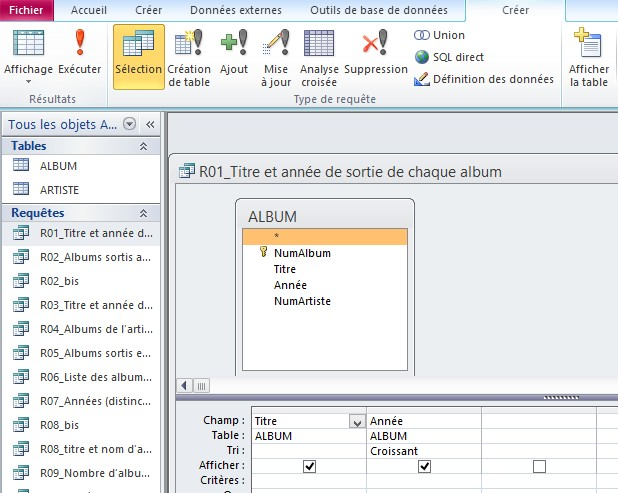 Fichier Accueil Créer Données externes Outils de base de données Créer
Affichage Exécuter
Résultats
Sélection Création de table Ajout Mise à jour Analyse croisée Suppression
Union
SQL direct
Définition des données
Type de requête
Afficher la table
Tous les objets A...
Tables
ALBUM
ARTISTE
Requêtes
R01_Titre et année d...
R02_Albums sortis a...
R02_bis
R03_Titre et année d...
R04_Albums de l'arti...
R05_Albums sortis e...
R06_Liste des album...
R07_Années (distinc...
R08_bis
R08_titre et nom d'a...
R09_Nombre d'albu...
R01_Titre et année de sortie de chaque album
ALBUM
*
NumAlbum
Titre
Année
NumArtiste
Champ : Titre Année
Table : ALBUM ALBUM
Tri : Croissant
Afficher :
Critères :